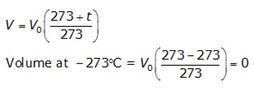 V = V₀(273+t / 273)
Volume at −273°C = V₀(273−273 / 273) = 0